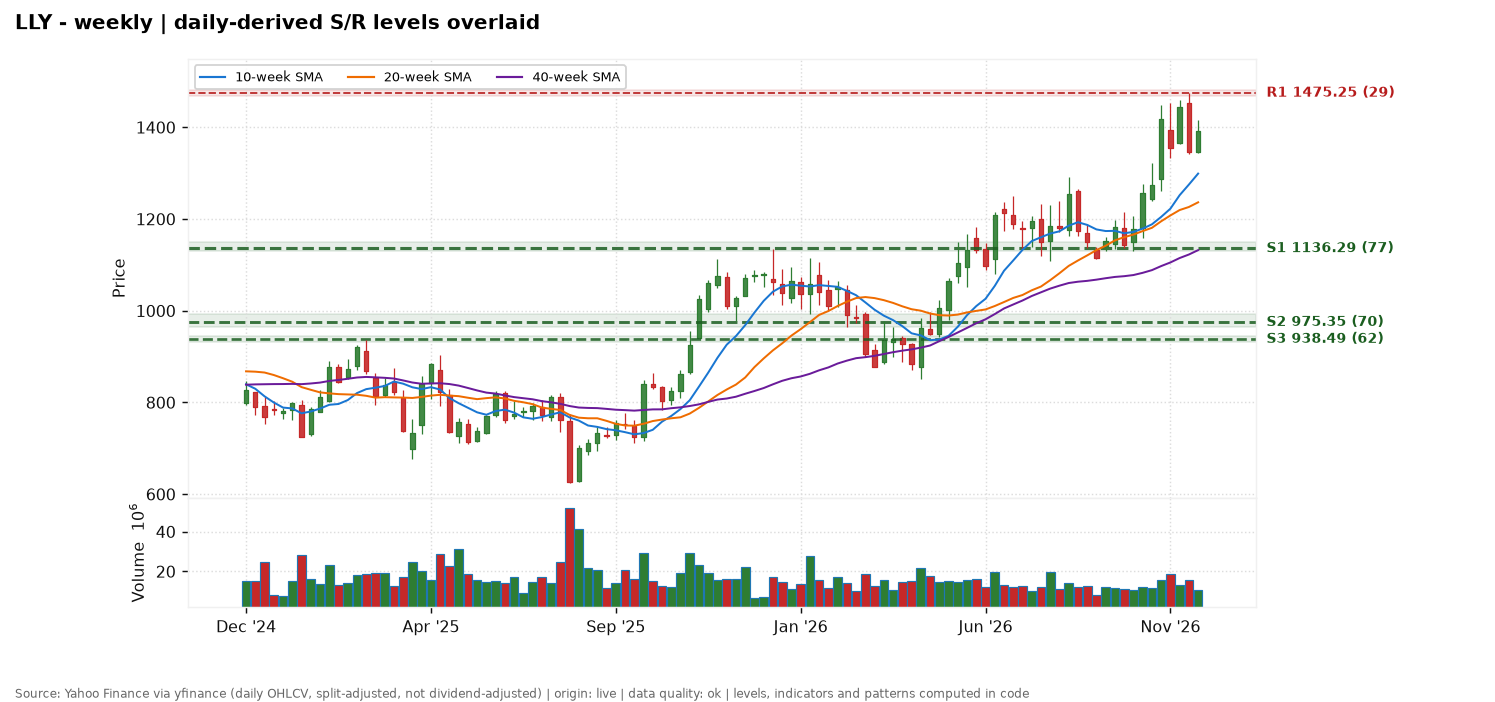 LLY - weekly | daily-derived S/R levels overlaid
10-week SMA 20-week SMA 40-week SMA
R1 1475.25 (29)
1400
1200
S1 1136.29 (77)
Price
1000
S2 975.35 (70)
S3 938.49 (62)
800
600
Volume 10⁶
40
20
Dec '24 Apr '25 Sep '25 Jan '26 Jun '26 Nov '26
Source: Yahoo Finance via yfinance (daily OHLCV, split-adjusted, not dividend-adjusted) | origin: live | data quality: ok | levels, indicators and patterns computed in code